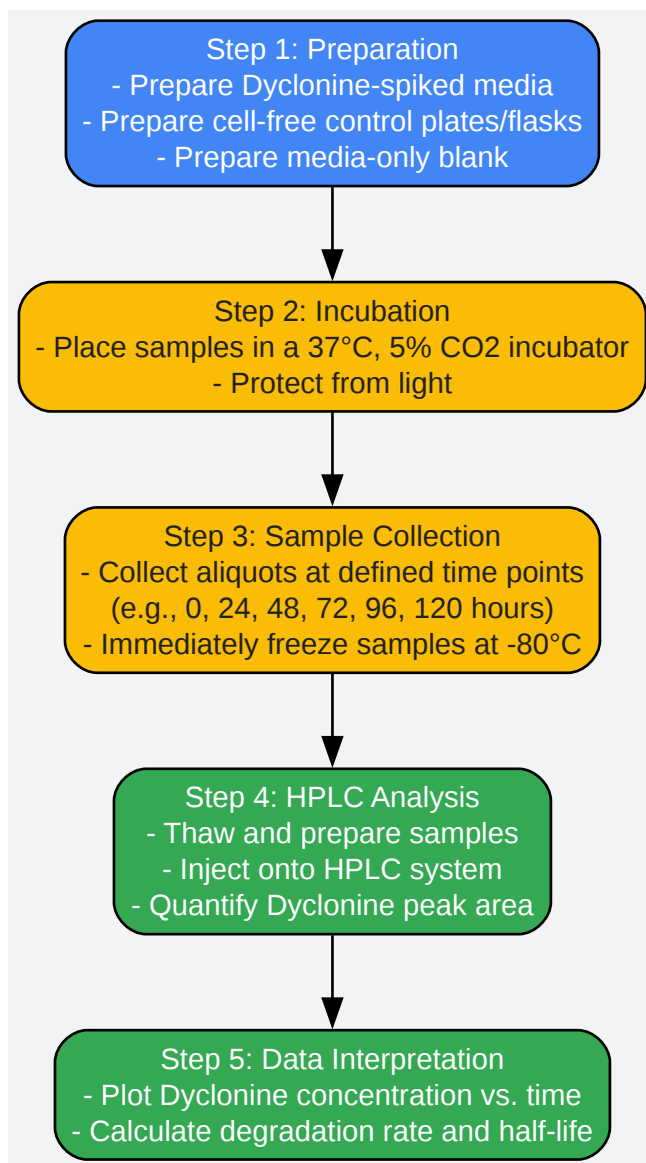 Step 1: Preparation
- Prepare Dyclonine-spiked media
- Prepare cell-free control plates/flasks
- Prepare media-only blank
Step 2: Incubation
- Place samples in a 37°C, 5% CO2 incubator
- Protect from light
Step 3: Sample Collection
- Collect aliquots at defined time points
(e.g., 0, 24, 48, 72, 96, 120 hours)
- Immediately freeze samples at -80°C
Step 4: HPLC Analysis
- Thaw and prepare samples
- Inject onto HPLC system
- Quantify Dyclonine peak area
Step 5: Data Interpretation
- Plot Dyclonine concentration vs. time
- Calculate degradation rate and half-life